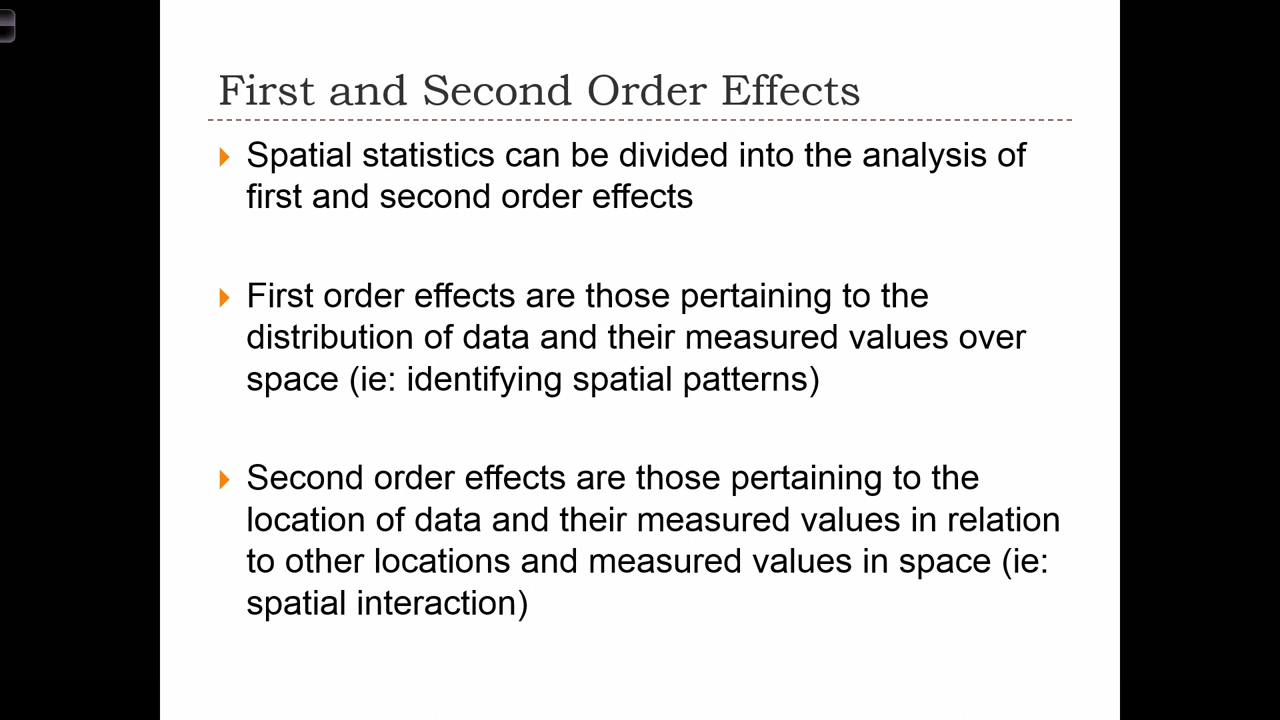 First and Second Order Effects
Spatial statistics can be divided into the analysis of
first and second order effects
First order effects are those pertaining to the
distribution of data and their measured values over
space (ie: identifying spatial patterns)
Second order effects are those pertaining to the
location of data and their measured values in relation
to other locations and measured values in space (ie:
spatial interaction)